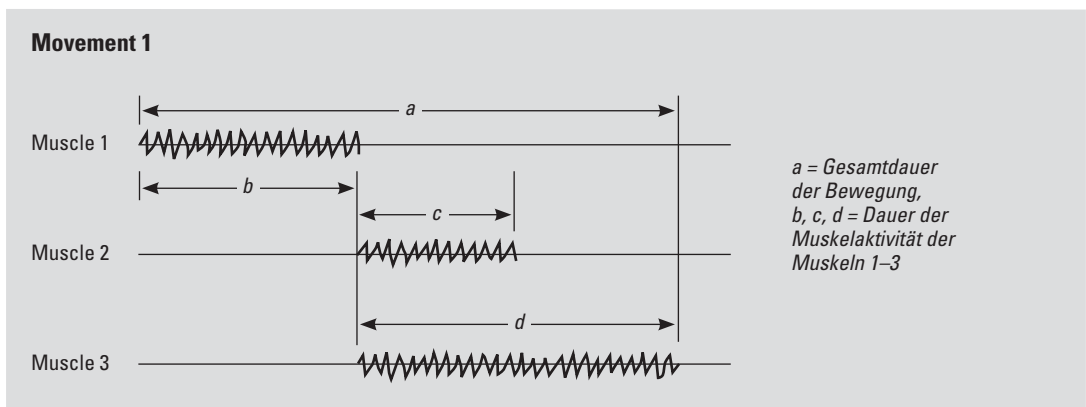 Movement 1
a
Muscle 1
b
c
Muscle 2
d
Muscle 3
a = Gesamtdauer
der Bewegung,
b, c, d = Dauer der
Muskelaktivität der
Muskeln 1–3